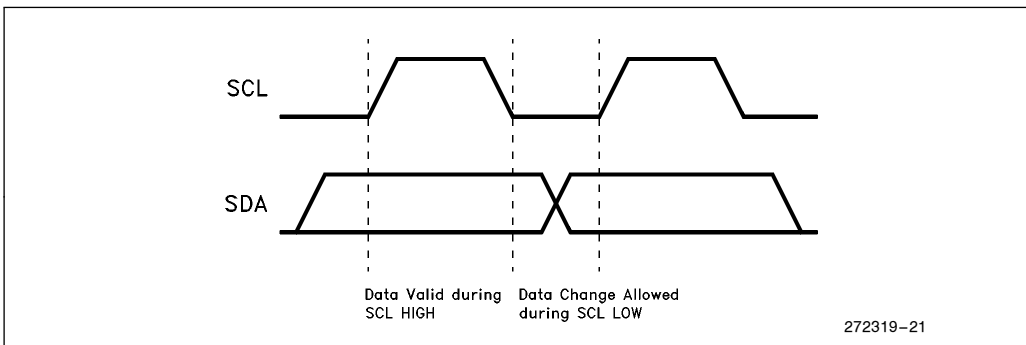 SCL
SDA
Data Valid during
SCL HIGH
Data Change Allowed
during SCL LOW
272319–21